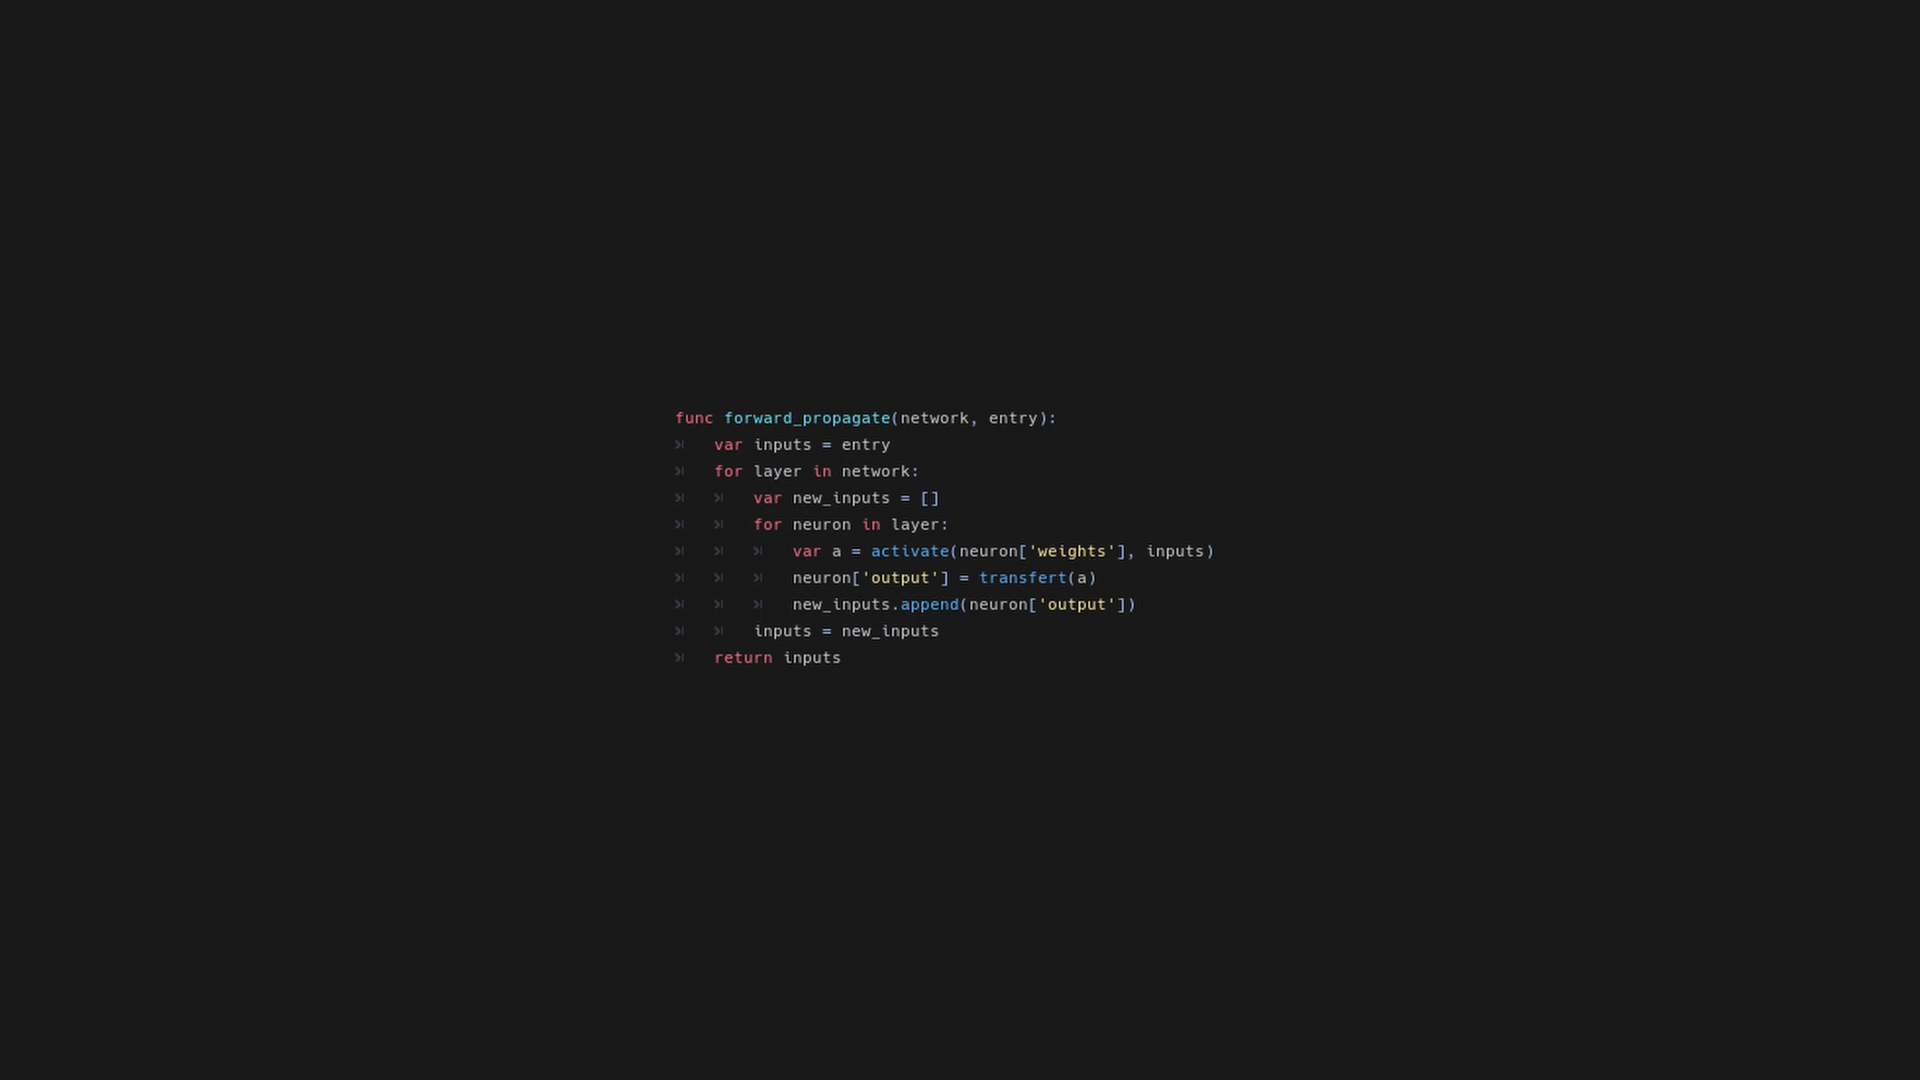 func forward_propagate(network, entry):
	var inputs = entry
	for layer in network:
		var new_inputs = []
		for neuron in layer:
			var a = activate(neuron['weights'], inputs)
			neuron['output'] = transfert(a)
			new_inputs.append(neuron['output'])
		inputs = new_inputs
	return inputs